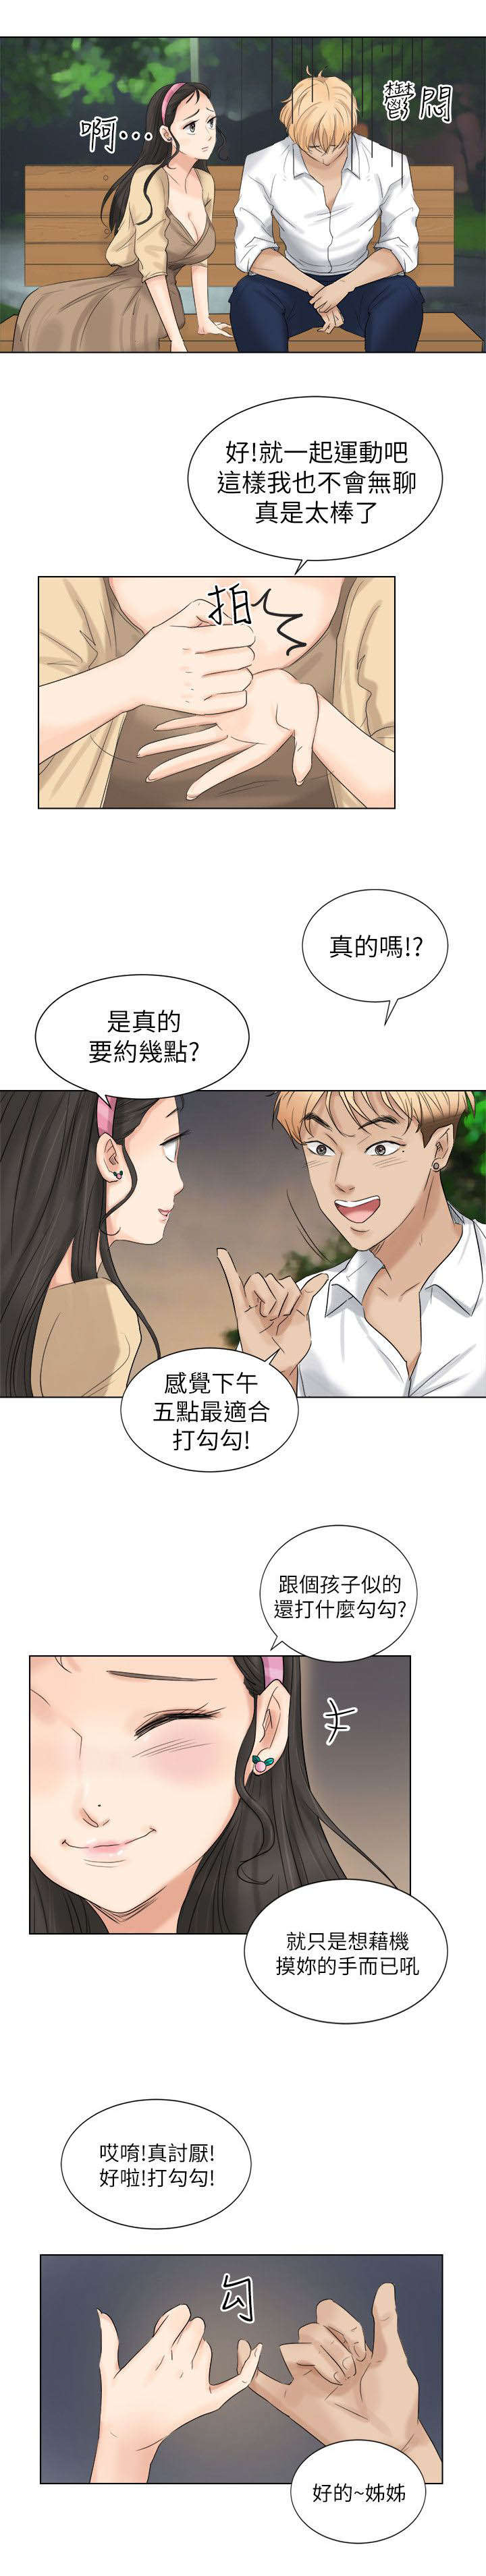 啊...
鬱悶
好!就一起運動吧
這樣我也不會無聊
真是太棒了
拍
真的嗎!?
是真的
要約幾點?
感覺下午
五點最適合
打勾勾!
跟個孩子似的
還打什麼勾勾?
就只是想藉機
摸妳的手而已吼
哎唷!真討厭!
好啦!打勾勾!
勾
好的~姊姊